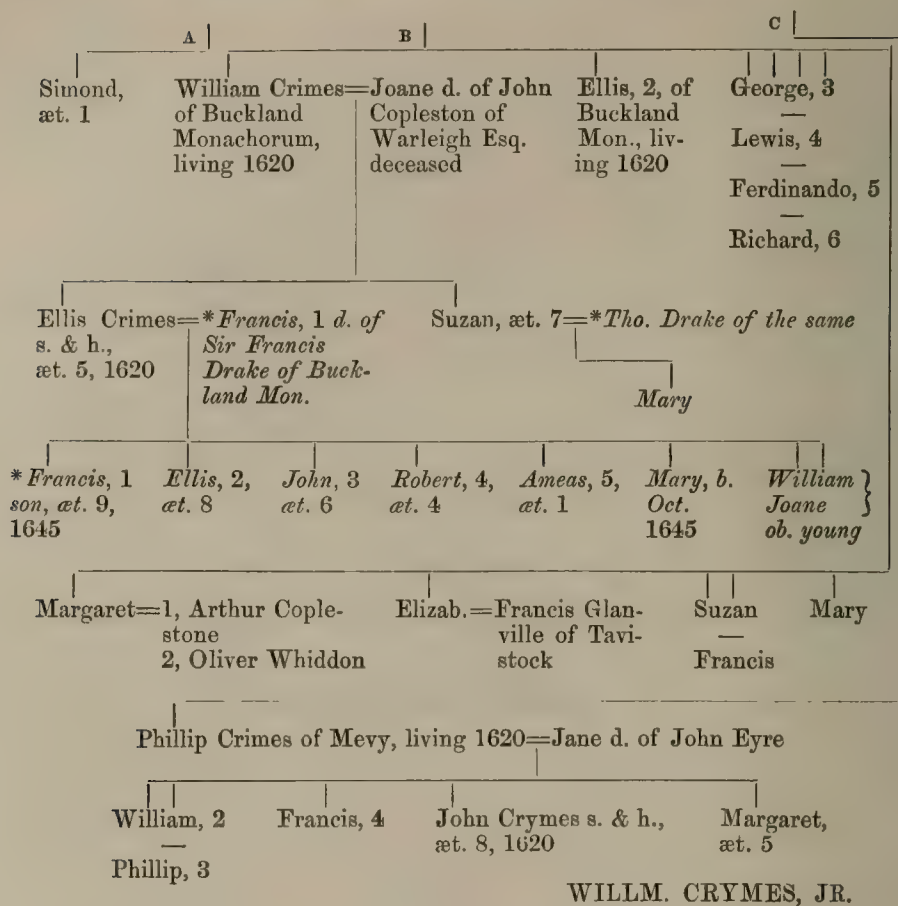 A B C
Simond,
æt. 1
William Crimes=Joane d. of John
of Buckland
Monachorum,
living 1620
Copleston of
Warleigh Esq.
deceased
Ellis, 2, of
Buckland
Mon., liv-
ing 1620
George, 3
—
Lewis, 4
—
Ferdinando, 5
—
Richard, 6
Ellis Crimes=*Francis, 1 d. of
s. & h.,
æt. 5, 1620
Sir Francis
Drake of Buck-
land Mon.
Suzan, æt. 7=*Tho. Drake of the same
Mary
*Francis, 1
son, æt. 9,
1645
Ellis, 2,
æt. 8
John, 3
æt. 6
Robert, 4,
æt. 4
Ameas, 5,
æt. 1
Mary, b.
Oct.
1645
William }
Joane
ob. young
Margaret=1, Arthur Cople-
stone
2, Oliver Whiddon
Elizab.=Francis Glan-
ville of Tavi-
stock
Suzan
—
Francis
Mary
Phillip Crimes of Mevy, living 1620=Jane d. of John Eyre
William, 2
—
Phillip, 3
Francis, 4
John Crymes s. & h.,
æt. 8, 1620
Margaret,
æt. 5
WILLM. CRYMES, JR.